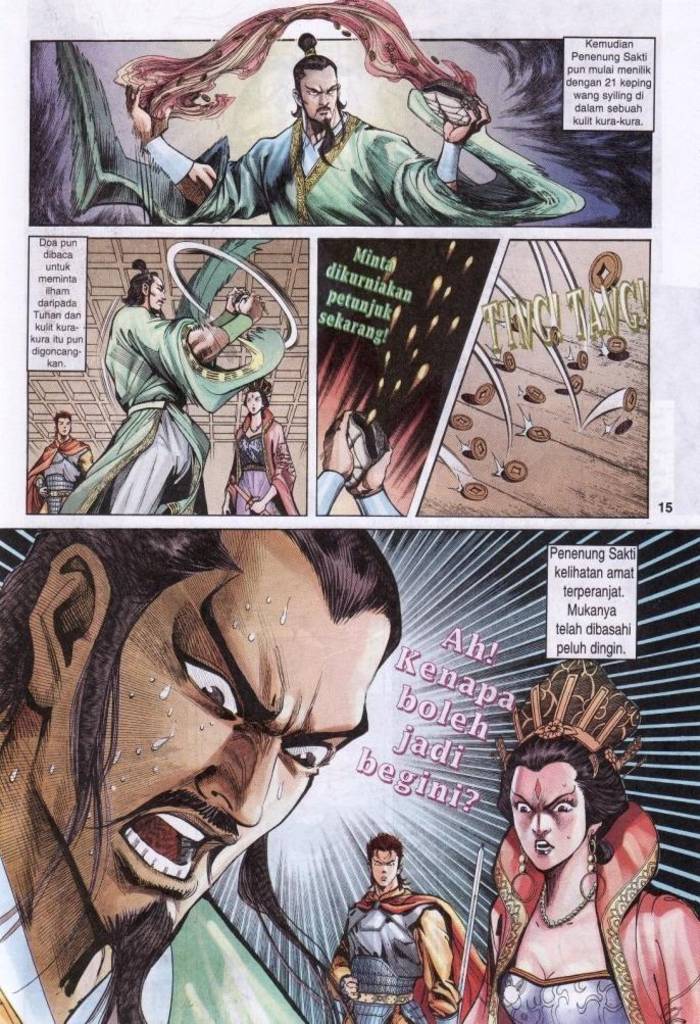 Kemudian
Penenung Sakti
pun mulai menilik
dengan 21 keping
wang syiling di
dalam sebuah
kulit kura-kura.
Doa pun
dibaca
untuk
meminta
ilham
daripada
Tuhan dan
kulit kura-
kura itu pun
digoncang-
kan.
Minta
dikurniakan
petunjuk
sekarang!
TING! TANG!
15
Penenung Sakti
kelihatan amat
terperanjat.
Mukanya
telah dibasahi
peluh dingin.
Ah!
Kenapa
boleh
jadi
begini?